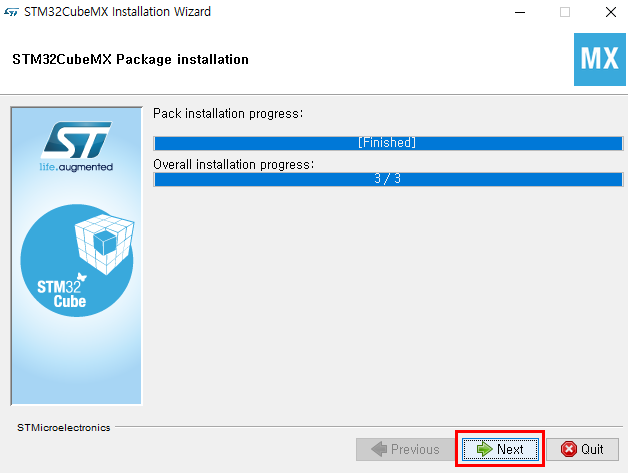 STM32CubeMX Installation Wizard
STM32CubeMX Package installation
MX
Pack installation progress:
[Finished]
Overall installation progress:
3 / 3
ST
life.augmented
STM32
Cube
STMicroelectronics
Previous
Next
Quit